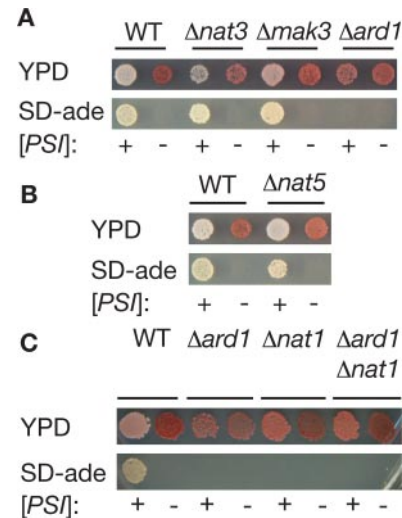 A
WT Δnat3 Δmak3 Δard1
YPD
SD-ade
[PSI]: + - + - + - + -
B
WT Δnat5
YPD
SD-ade
[PSI]: + - + -
C
WT Δard1 Δnat1 Δard1 Δnat1
YPD
SD-ade
[PSI]: + - + - + - + -